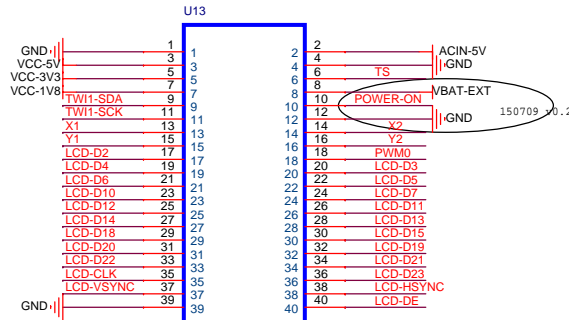 U13
GND 1 1 2 2 ACIN-5V
VCC-5V 3 3 4 4 GND
VCC-3V3 5 5 6 6 TS
VCC-1V8 7 7 8 8 VBAT-EXT
TWI1-SDA 9 9 10 10 POWER-ON
TWI1-SCK 11 11 12 12 GND 150709 v0.2
X1 13 13 14 14 X2
Y1 15 15 16 16 Y2
LCD-D2 17 17 18 18 PWM0
LCD-D4 19 19 20 20 LCD-D3
LCD-D6 21 21 22 22 LCD-D5
LCD-D10 23 23 24 24 LCD-D7
LCD-D12 25 25 26 26 LCD-D11
LCD-D14 27 27 28 28 LCD-D13
LCD-D18 29 29 30 30 LCD-D15
LCD-D20 31 31 32 32 LCD-D19
LCD-D22 33 33 34 34 LCD-D21
LCD-CLK 35 35 36 36 LCD-D23
LCD-VSYNC 37 37 38 38 LCD-HSYNC
GND 39 39 40 40 LCD-DE